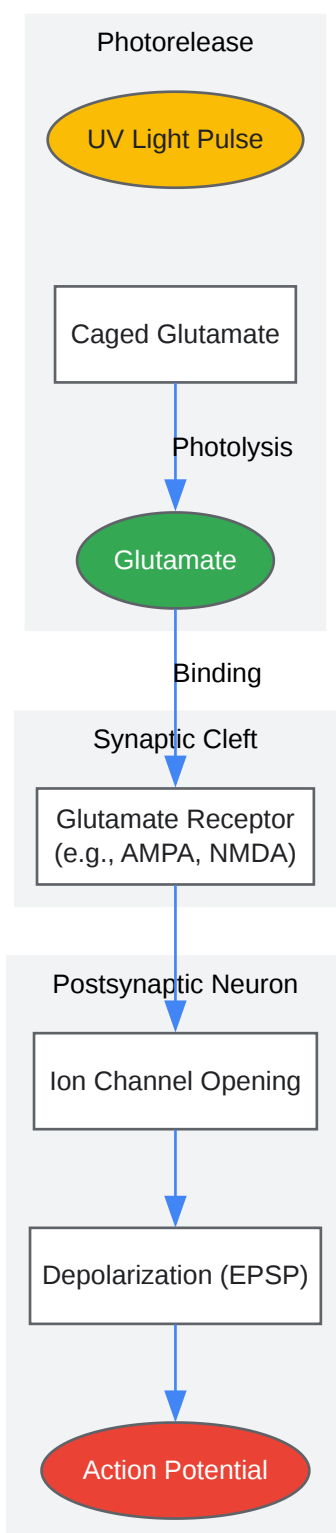 Photorelease
UV Light Pulse
Caged Glutamate
Photolysis
Glutamate
Binding
Synaptic Cleft
Glutamate Receptor
(e.g., AMPA, NMDA)
Postsynaptic Neuron
Ion Channel Opening
Depolarization (EPSP)
Action Potential